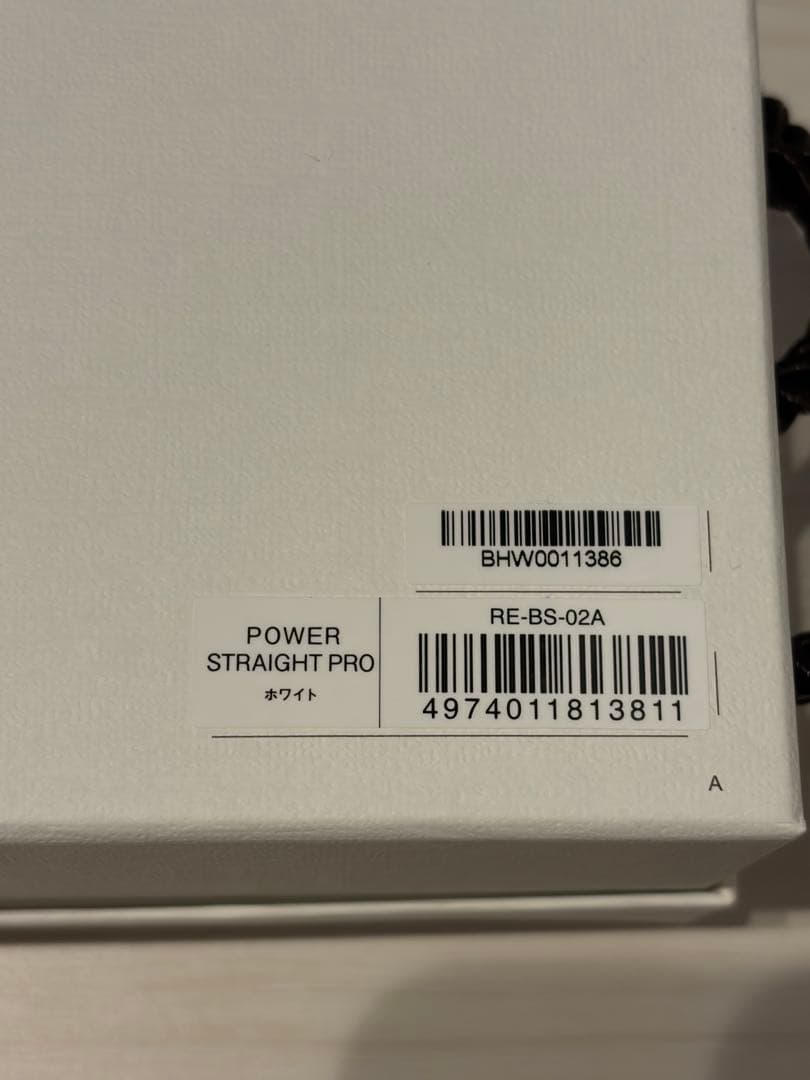 BHW0011386
POWER
STRAIGHT PRO
ホワイト
RE-BS-02A
4974011813811
A